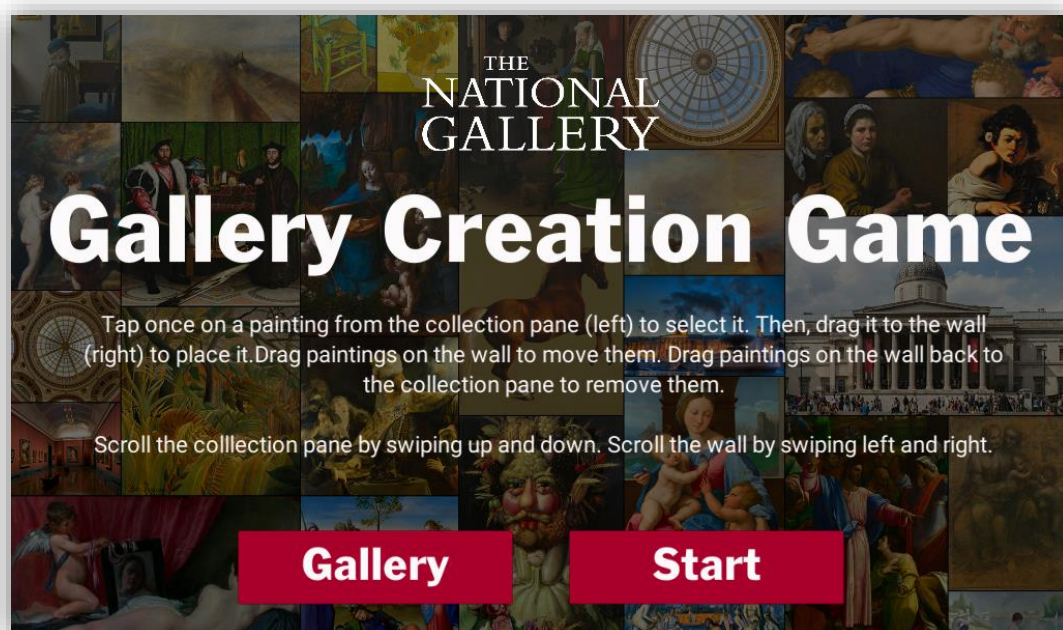 THE
NATIONAL
GALLERY
Gallery Creation Game
Tap once on a painting from the collection pane (left) to select it. Then, drag it to the wall
(right) to place it.Drag paintings on the wall to move them. Drag paintings on the wall back to
the collection pane to remove them.
Scroll the colllection pane by swiping up and down. Scroll the wall by swiping left and right.
Gallery
Start